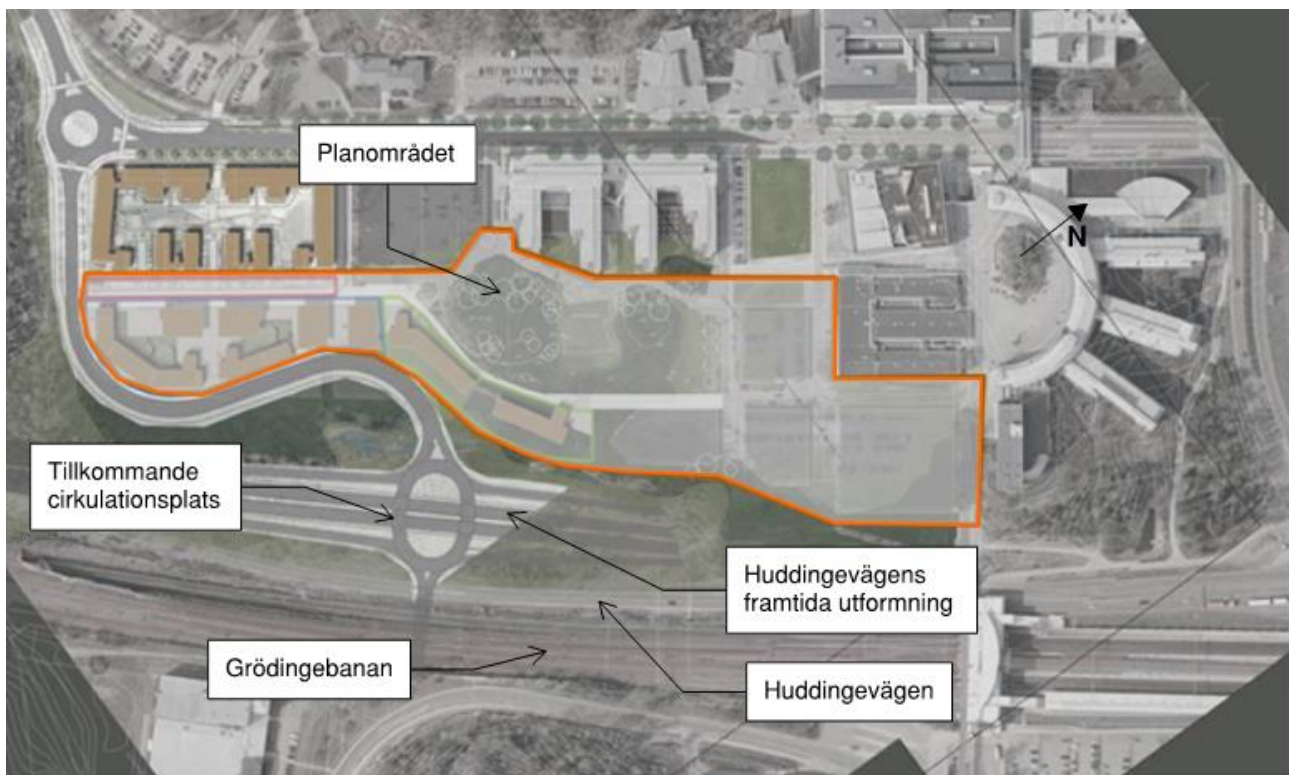 Planområdet
N
Tillkommande
cirkulationsplats
Huddingevägens
framtida utformning
Grödingebanan
Huddingevägen